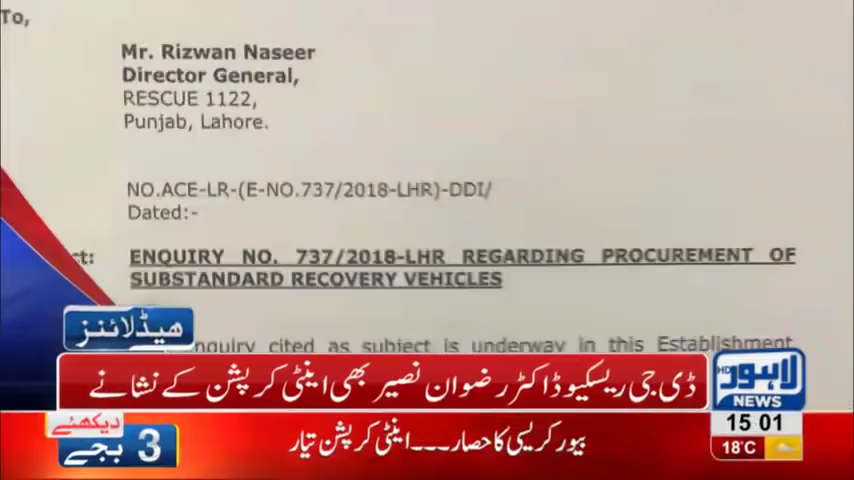 To,
Mr. Rizwan Naseer
Director General,
RESCUE 1122,
Punjab, Lahore.
NO.ACE-LR-(E-NO.737/2018-LHR)-DDI/
Dated:-
ct: ENQUIRY NO. 737/2018-LHR REGARDING PROCUREMENT OF
SUBSTANDARD RECOVERY VEHICLES
enquiry cited as subject is underway in this Establishment
ہیڈلائنز
ڈی جی ریسکیو ڈاکٹر رضوان نصیر بھی اینٹی کرپشن کے نشانے
لاہور HD
NEWS
دیکھئے
3 بجے
بیوروکریسی کا حصار...اینٹی کرپشن تیار
15 01
18°C